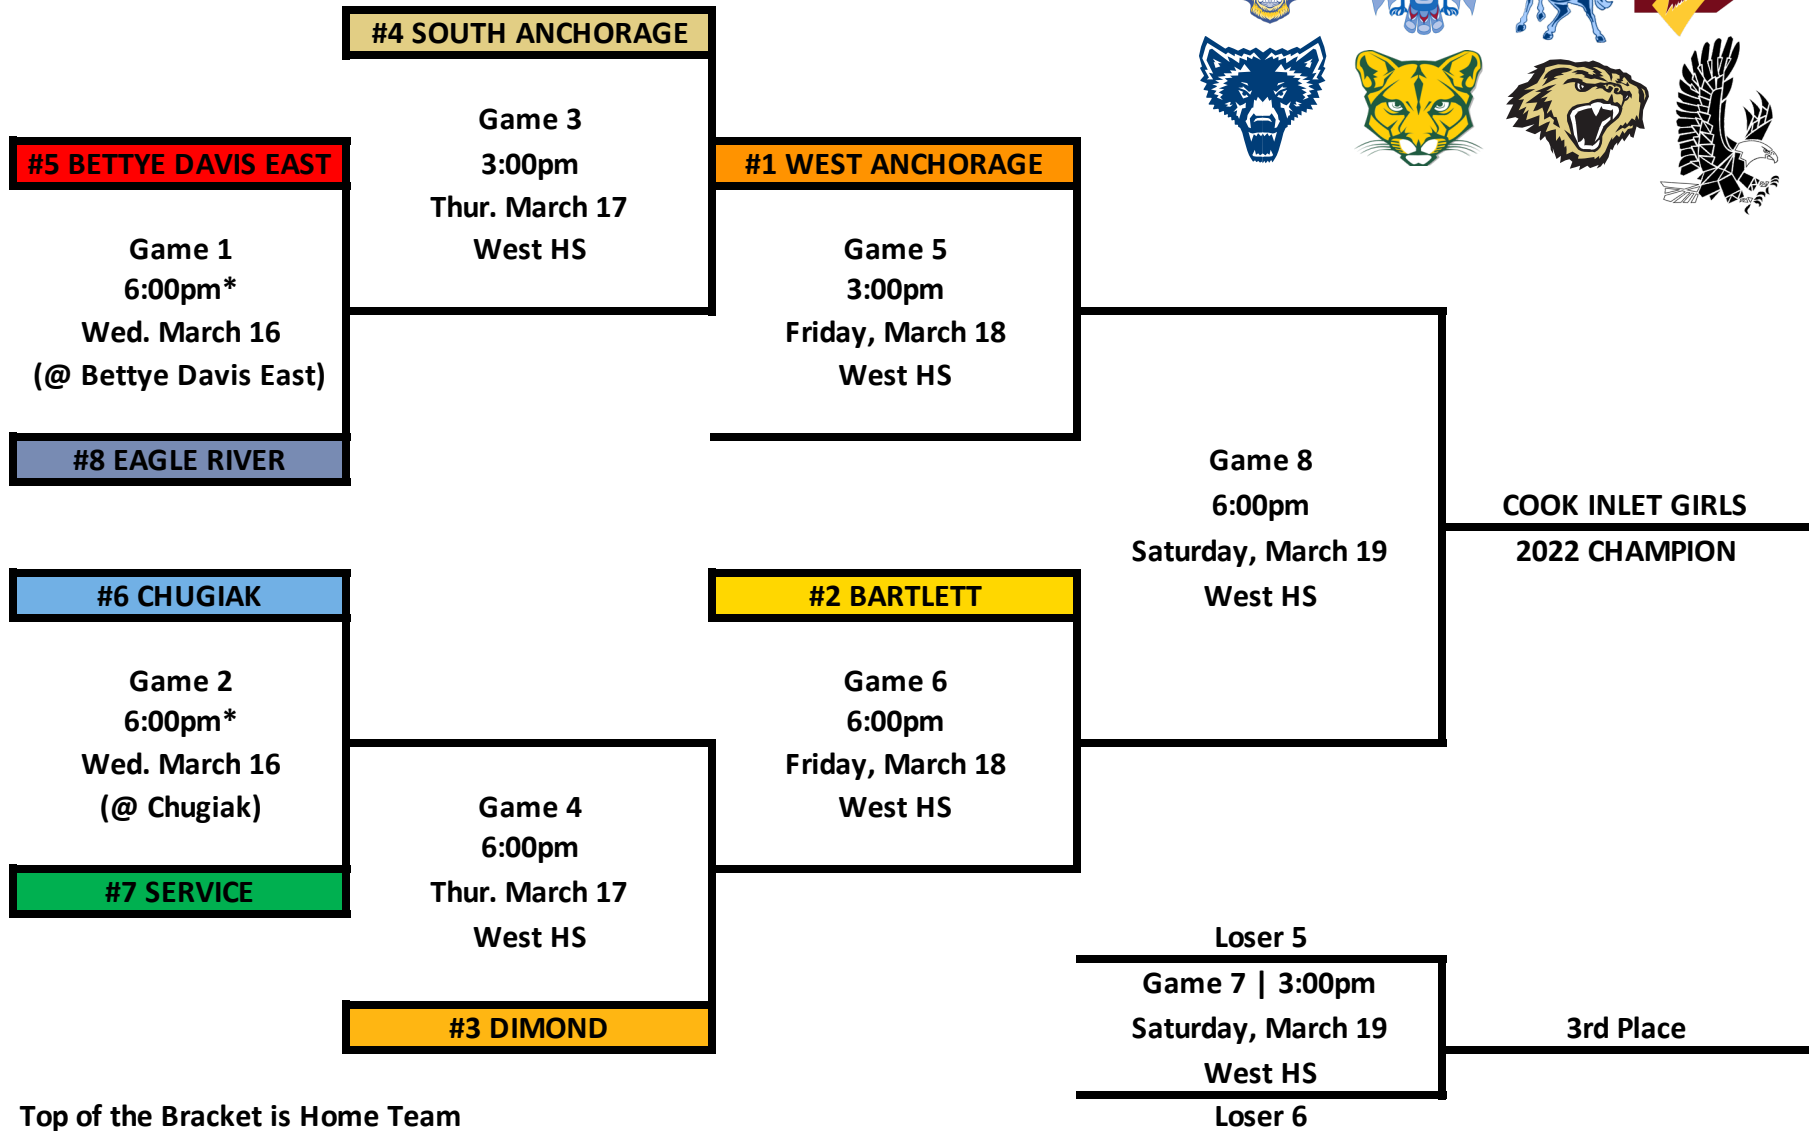 #4 SOUTH ANCHORAGE
Game 3
3:00pm
Thur. March 17
West HS
#5 BETTYE DAVIS EAST
Game 1
6:00pm*
Wed. March 16
(@ Bettye Davis East)
#8 EAGLE RIVER
#1 WEST ANCHORAGE
Game 5
3:00pm
Friday, March 18
West HS
#6 CHUGIAK
Game 2
6:00pm*
Wed. March 16
(@ Chugiak)
#7 SERVICE
Game 4
6:00pm
Thur. March 17
West HS
#3 DIMOND
#2 BARTLETT
Game 6
6:00pm
Friday, March 18
West HS
Game 8
6:00pm
Saturday, March 19
West HS
COOK INLET GIRLS
2022 CHAMPION
Loser 5
Game 7 | 3:00pm
Saturday, March 19
West HS
Loser 6
3rd Place
Top of the Bracket is Home Team